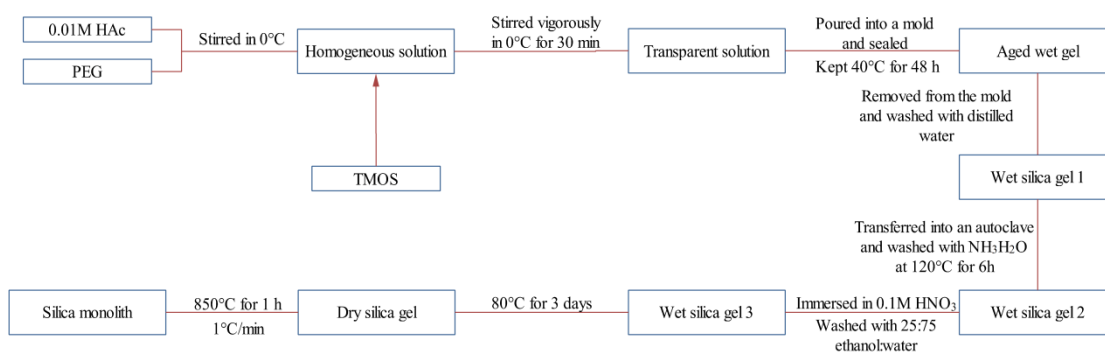 0.01M HAc
PEG
Stirred in 0°C
Homogeneous solution
TMOS
Stirred vigorously
in 0°C for 30 min
Transparent solution
Poured into a mold
and sealed
Kept 40°C for 48 h
Aged wet gel
Removed from the mold
and washed with distilled
water
Wet silica gel 1
Transferred into an autoclave
and washed with NH₃H₂O
at 120°C for 6h
Wet silica gel 2
Immersed in 0.1M HNO₃
Washed with 25:75
ethanol:water
Wet silica gel 3
80°C for 3 days
Dry silica gel
850°C for 1 h
1°C/min
Silica monolith